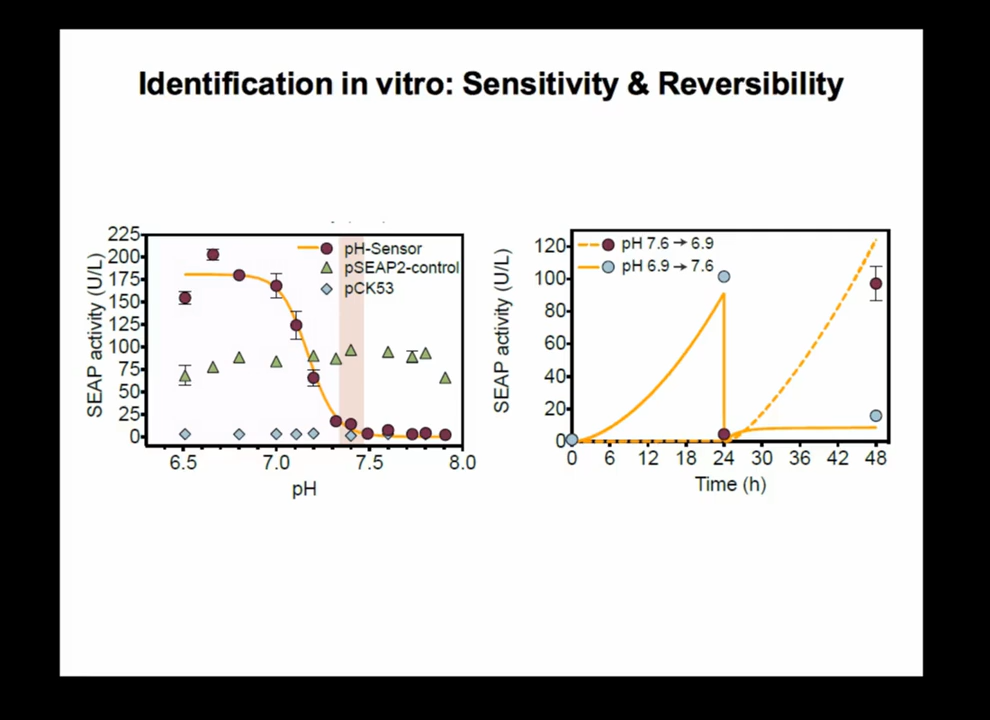 Identification in vitro: Sensitivity & Reversibility
SEAP activity (U/L)
225
200
175
150
125
100
75
50
25
0
pH-Sensor
pSEAP2-control
pCK53
6.5 7.0 7.5 8.0
pH
SEAP activity (U/L)
120
100
80
60
40
20
0
pH 7.6 → 6.9
pH 6.9 → 7.6
0 6 12 18 24 30 36 42 48
Time (h)